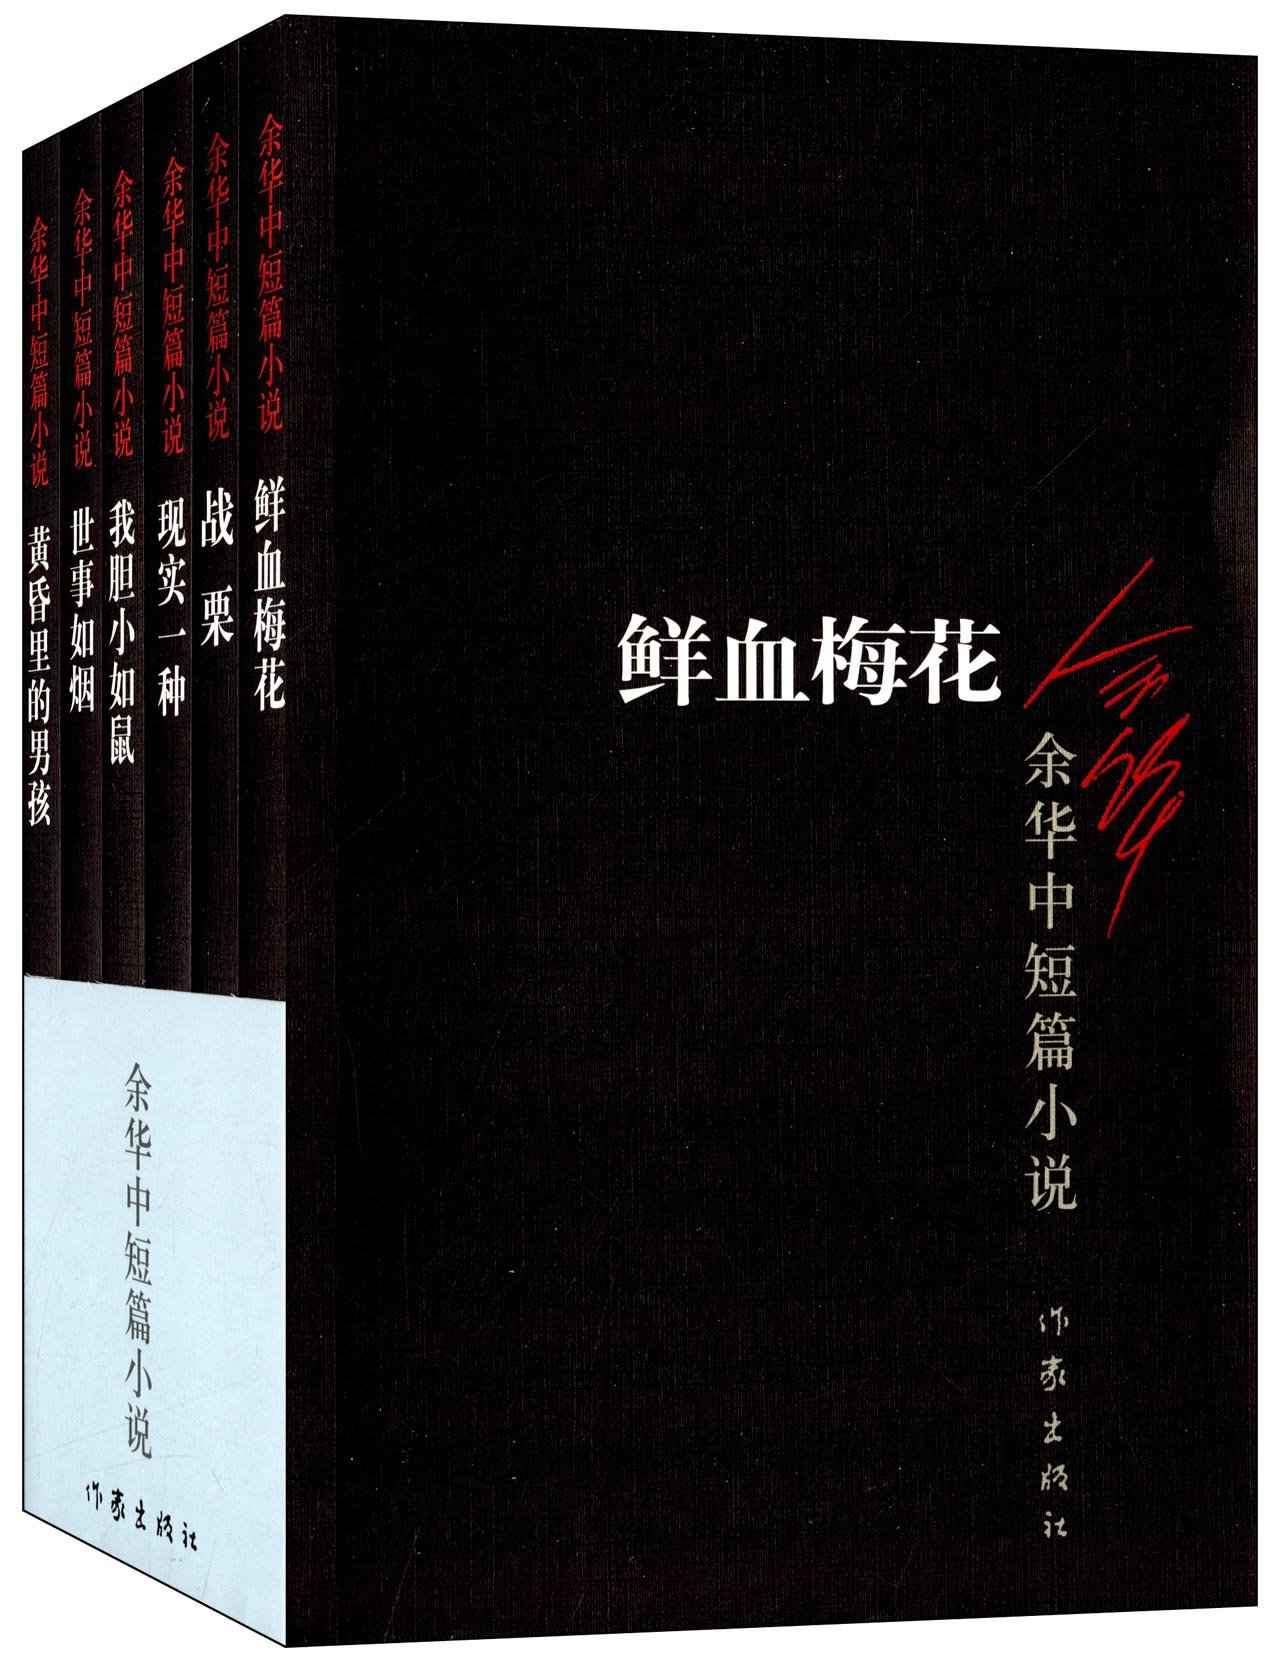 余华中短篇小说 黄昏里的男孩
余华中短篇小说 世事如烟
余华中短篇小说 我胆小如鼠
余华中短篇小说 现实一种
余华中短篇小说 战栗
余华中短篇小说 鲜血梅花
余华中短篇小说
作家出版社
鲜血梅花
余华
余华中短篇小说
作家出版社